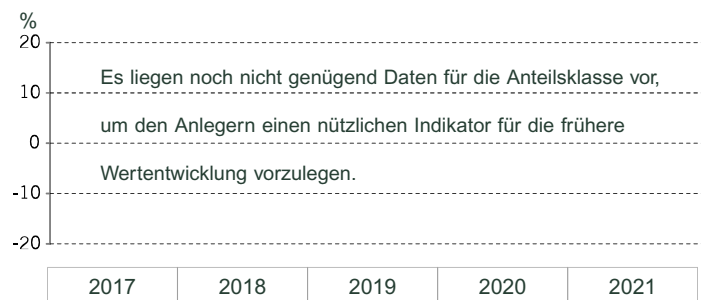 %
20
Es liegen noch nicht genügend Daten für die Anteilsklasse vor,
10
um den Anlegern einen nützlichen Indikator für die frühere
0
Wertentwicklung vorzulegen.
-10
-20
2017 2018 2019 2020 2021